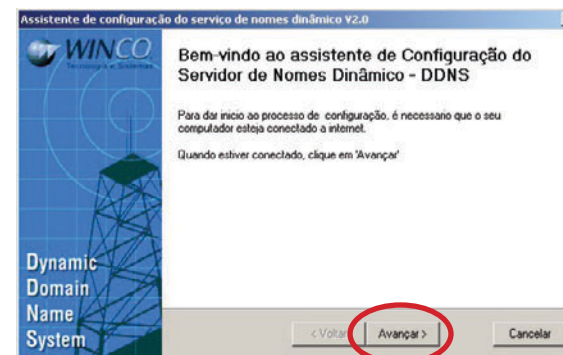 Assistente de configuração do serviço de nomes dinâmico V2.0
WINCO
Tecnologia e Sistemas
Bem-vindo ao assistente de Configuração do
Servidor de Nomes Dinâmico - DDNS
Para dar inicio ao processo de configuração, é necessario que o seu
computador esteja conectado a internet.
Quando estiver conectado, clique em 'Avançar'
Dynamic
Domain
Name
System
< Voltar
Avançar >
Cancelar